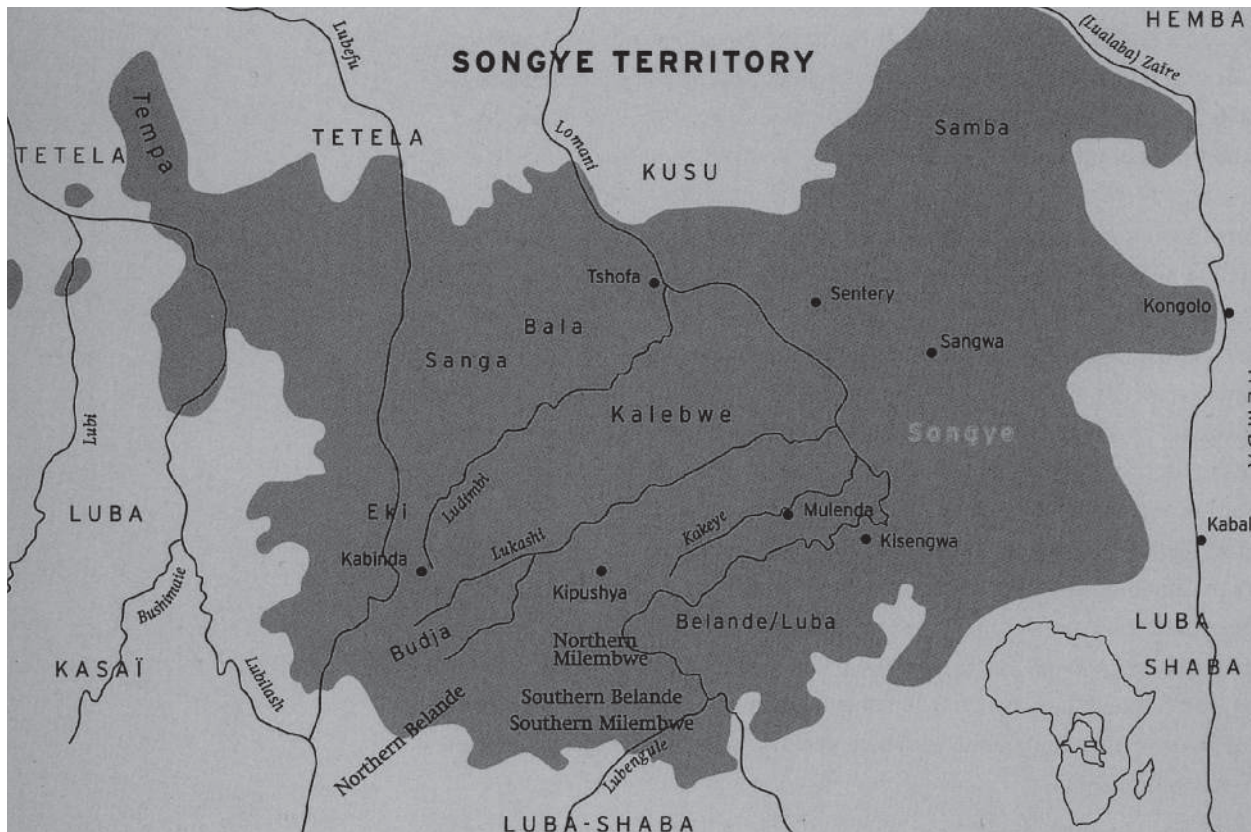 HEMBA
(Lualaba) Zaïre
Lubefu
SONGYE TERRITORY
Tempa
Samba
Lomani
TETELA
TETELA
KUSU
Tshofa
Sentery
Kongolo
Bala
Sangwa
Sanga
Kalebwe
Songye
Lubi
Ludimbi
LUBA
Eki
Mulenda
Kabal
Lukashi
Kakeye
Kisengwa
Kabinda
Kipushya
Bushimaie
Belande/Luba
LUBA
SHABA
Budja
Northern
Milembwe
KASAÏ
Lubilash
Southern Belande
Southern Milembwe
Northern Belande
Lubengule
LUBA-SHABA